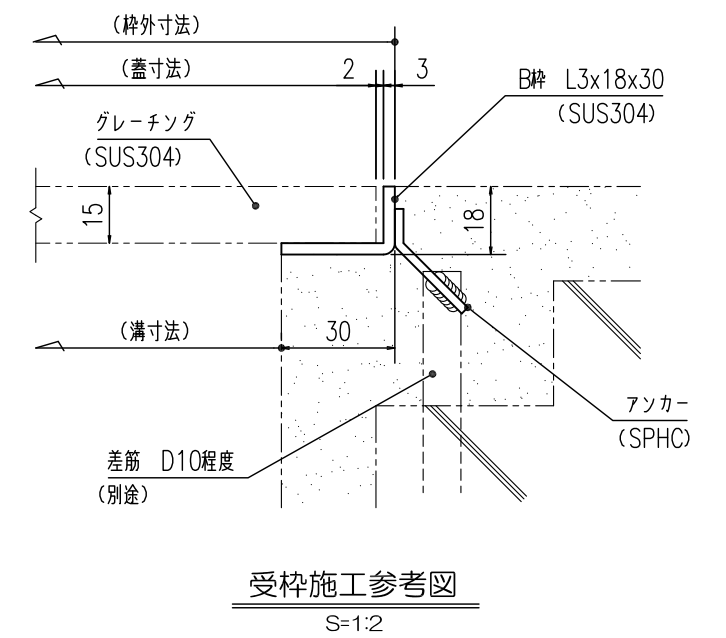 (枠外寸法)
(蓋寸法)
2
3
B枠 L3x18x30
(SUS304)
グレーチング
(SUS304)
15
18
(溝寸法)
30
アンカー
(SPHC)
差筋 D10程度
(別途)
受枠施工参考図
S=1:2